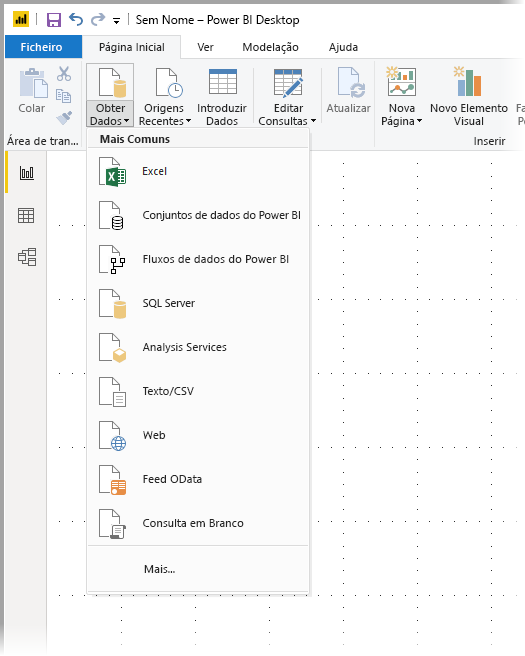 Sem Nome – Power BI Desktop
Ficheiro Página Inicial Ver Modelação Ajuda
Colar
Obter
Dados
Origens
Recentes
Introduzir
Dados
Editar
Consultas
Atualizar
Nova
Página
Novo Elemento
Visual
Área de tran... Inserir
Mais Comuns
Excel
Conjuntos de dados do Power BI
Fluxos de dados do Power BI
SQL Server
Analysis Services
Texto/CSV
Web
Feed OData
Consulta em Branco
Mais...